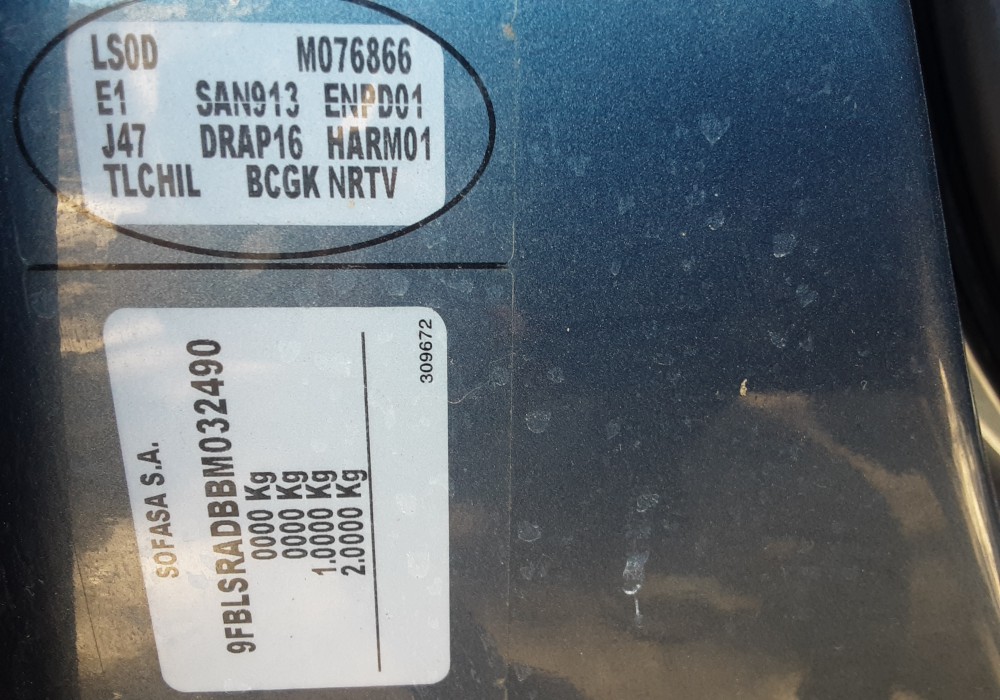 LS0D M076866
E1 SAN913 ENPD01
J47 DRAP16 HARM01
TLCHIL BCGK NRTV
SOFASA S.A.
9FBLSRADBBM032490
0000 Kg
0000 Kg
1.0000 Kg
2.0000 Kg
309672